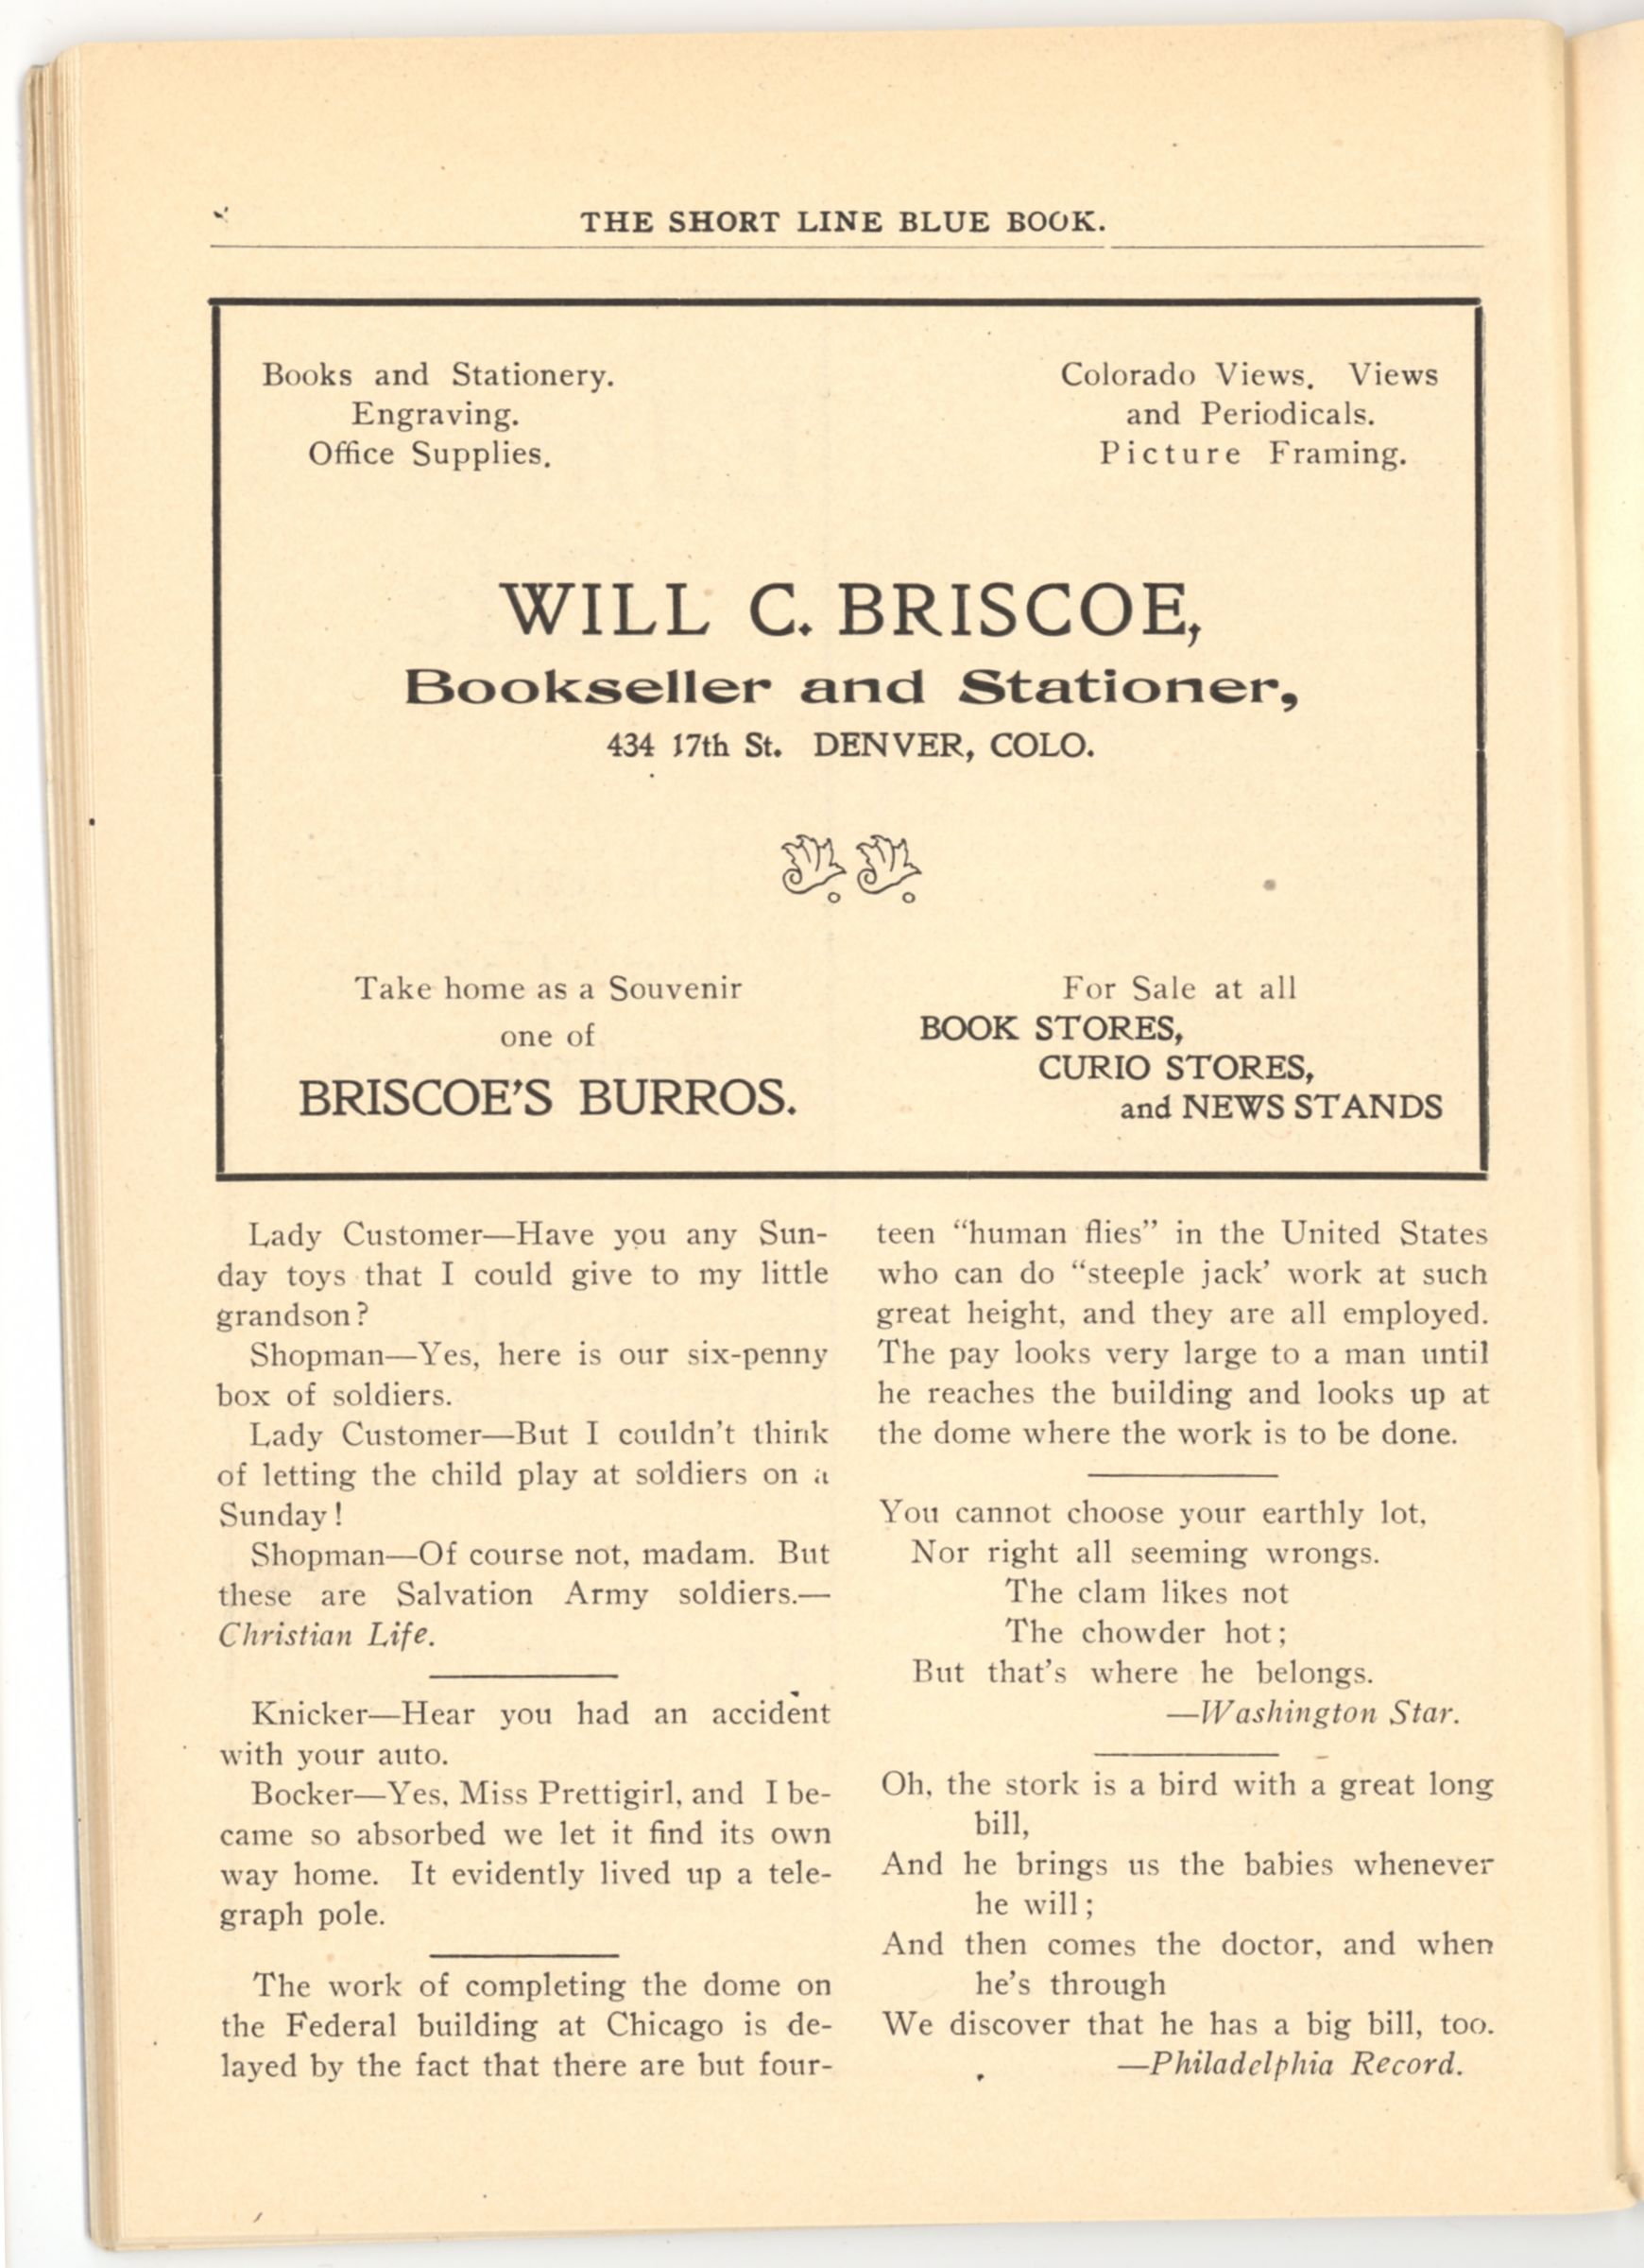 THE SHORT LINE BLUE BOOK.
Books and Stationery.
Engraving.
Office Supplies.
Colorado Views. Views
and Periodicals.
Picture Framing.
WILL C. BRISCOE,
Bookseller and Stationer,
434 17th St. DENVER, COLO.
Take home as a Souvenir
one of
BRISCOE'S BURROS.
For Sale at all
BOOK STORES,
CURIO STORES,
and NEWS STANDS
Lady Customer—Have you any Sun-
day toys that I could give to my little
grandson?
Shopman—Yes, here is our six-penny
box of soldiers.
Lady Customer—But I couldn't think
of letting the child play at soldiers on a
Sunday!
Shopman—Of course not, madam. But
these are Salvation Army soldiers.—
Christian Life.
Knicker—Hear you had an accident
with your auto.
Bocker—Yes, Miss Prettigirl, and I be-
came so absorbed we let it find its own
way home. It evidently lived up a tele-
graph pole.
The work of completing the dome on
the Federal building at Chicago is de-
layed by the fact that there are but four-
teen "human flies" in the United States
who can do "steeple jack' work at such
great height, and they are all employed.
The pay looks very large to a man until
he reaches the building and looks up at
the dome where the work is to be done.
You cannot choose your earthly lot,
Nor right all seeming wrongs.
The clam likes not
The chowder hot;
But that's where he belongs.
—Washington Star.
Oh, the stork is a bird with a great long
bill,
And he brings us the babies whenever
he will;
And then comes the doctor, and when
he's through
We discover that he has a big bill, too.
—Philadelphia Record.